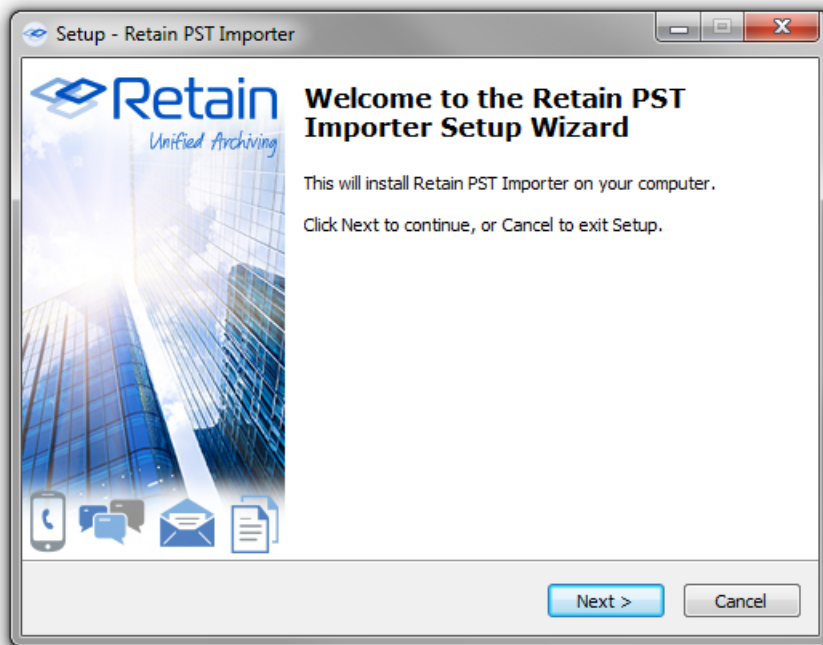 Setup - Retain PST Importer
Retain
Unified Archiving
Welcome to the Retain PST
Importer Setup Wizard
This will install Retain PST Importer on your computer.
Click Next to continue, or Cancel to exit Setup.
Next >
Cancel